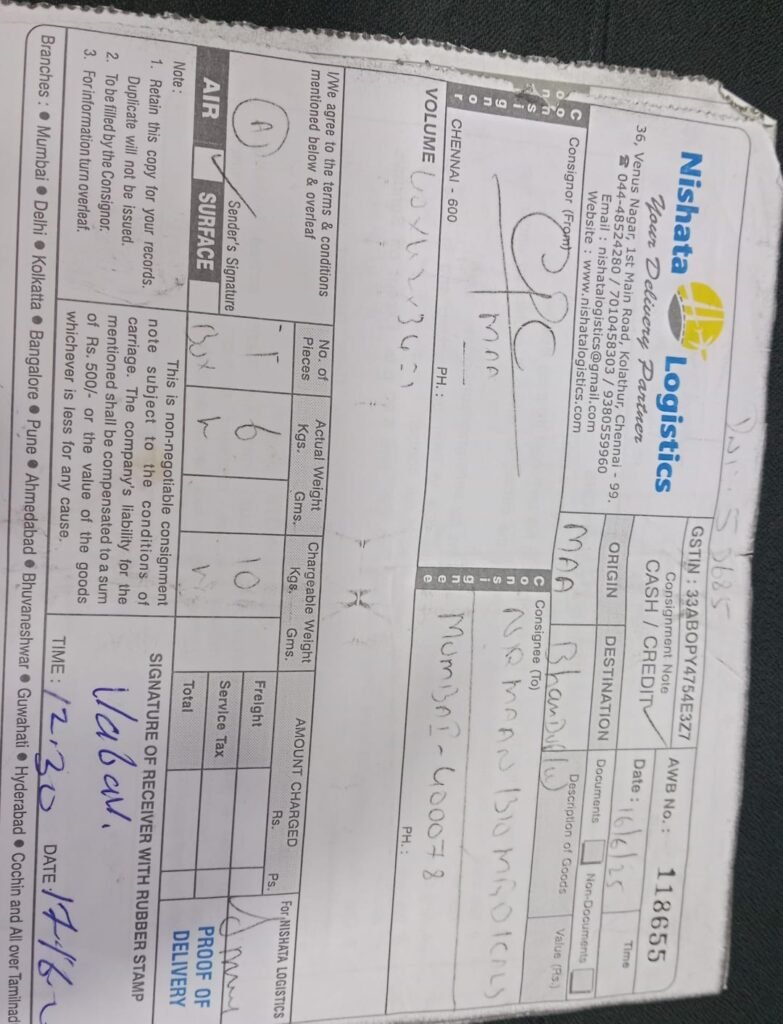 Nishata Logistics
Your Delivery Partner
36, Venus Nagar, 1st Main Road, Kolathur, Chennai - 99.
☎ 044-48524280 / 7010458303 / 9380559960
Email : nishatalogistics@gmail.com
Website : www.nishatalogistics.com
GSTIN : 33ABOPY4754E3Z7
Consignment Note
CASH / CREDIT ✓
AWB No.: 118655
ORIGIN
MAA
DESTINATION
Bhandup (W)
Date : 16/6/25
Time
Documents
Non-Documents
Description of Goods
Value (Rs.)
Consignor
Consignor (From)
CPC
MAA
CHENNAI - 600
PH.:
Consignee
Consignee (To)
MUMBAI - 400078
PH.:
VOLUME
I/We agree to the terms & conditions
mentioned below & overleaf
Sender's Signature
AIR ✓ SURFACE
No. of
Pieces
1
Box
Actual Weight
Kgs. Gms.
6
Chargeable Weight
Kgs. Gms.
10
AMOUNT CHARGED
Rs. Ps.
Freight
Service Tax
Total
For NISHATA LOGISTICS
PROOF OF
DELIVERY
Note :
1. Retain this copy for your records.
Duplicate will not be issued.
2. To be filled by the Consignor.
3. For information turn overleaf.
This is non-negotiable consignment
note subject to the conditions of
carriage. The company's liability for the
mentioned shall be compensated to a sum
of Rs. 500/- or the value of the goods
whichever is less for any cause.
SIGNATURE OF RECEIVER WITH RUBBER STAMP
TIME : 12.30 DATE 17/6/2
Branches : ● Mumbai ● Delhi ● Kolkatta ● Bangalore ● Pune ● Ahmedabad ● Bhuvaneshwar ● Guwahati ● Hyderabad ● Cochin and All over Tamilnad